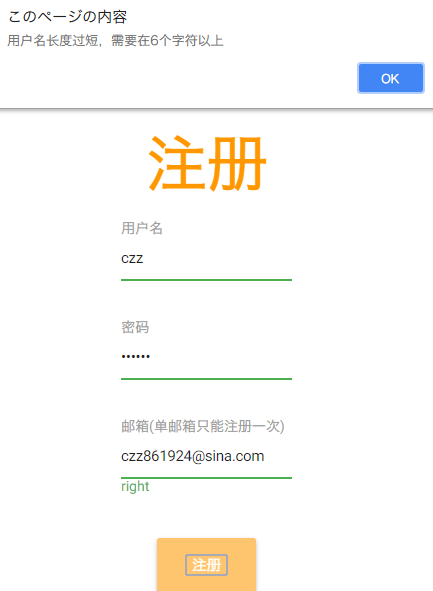 このページの内容
用户名长度过短，需要在6个字符以上
OK
注册
用户名
czz
密码
••••••
邮箱(单邮箱只能注册一次)
czz861924@sina.com
right
注册